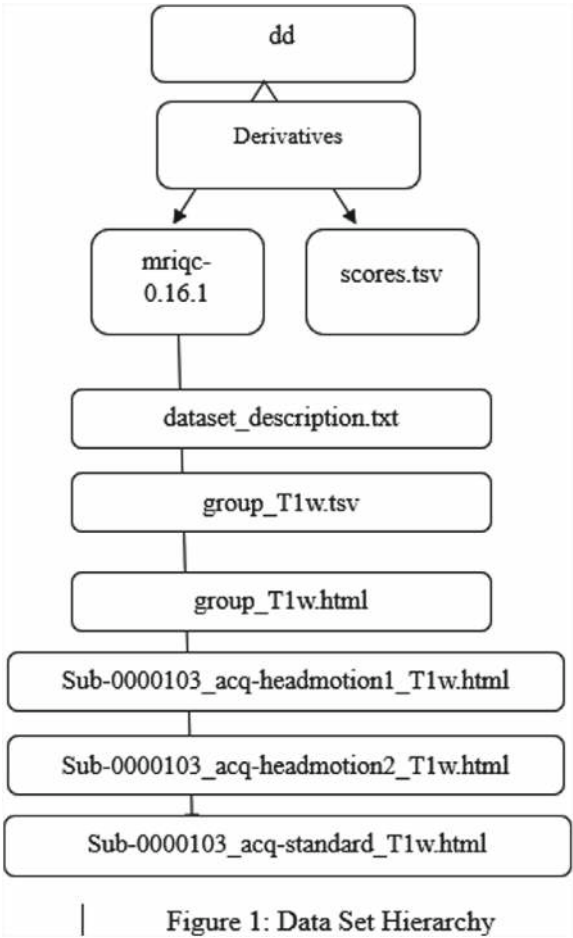 dd
Derivatives
mriqc-
0.16.1
scores.tsv
dataset_description.txt
group_T1w.tsv
group_T1w.html
Sub-0000103_acq-headmotion1_T1w.html
Sub-0000103_acq-headmotion2_T1w.html
Sub-0000103_acq-standard_T1w.html
Figure 1: Data Set Hierarchy